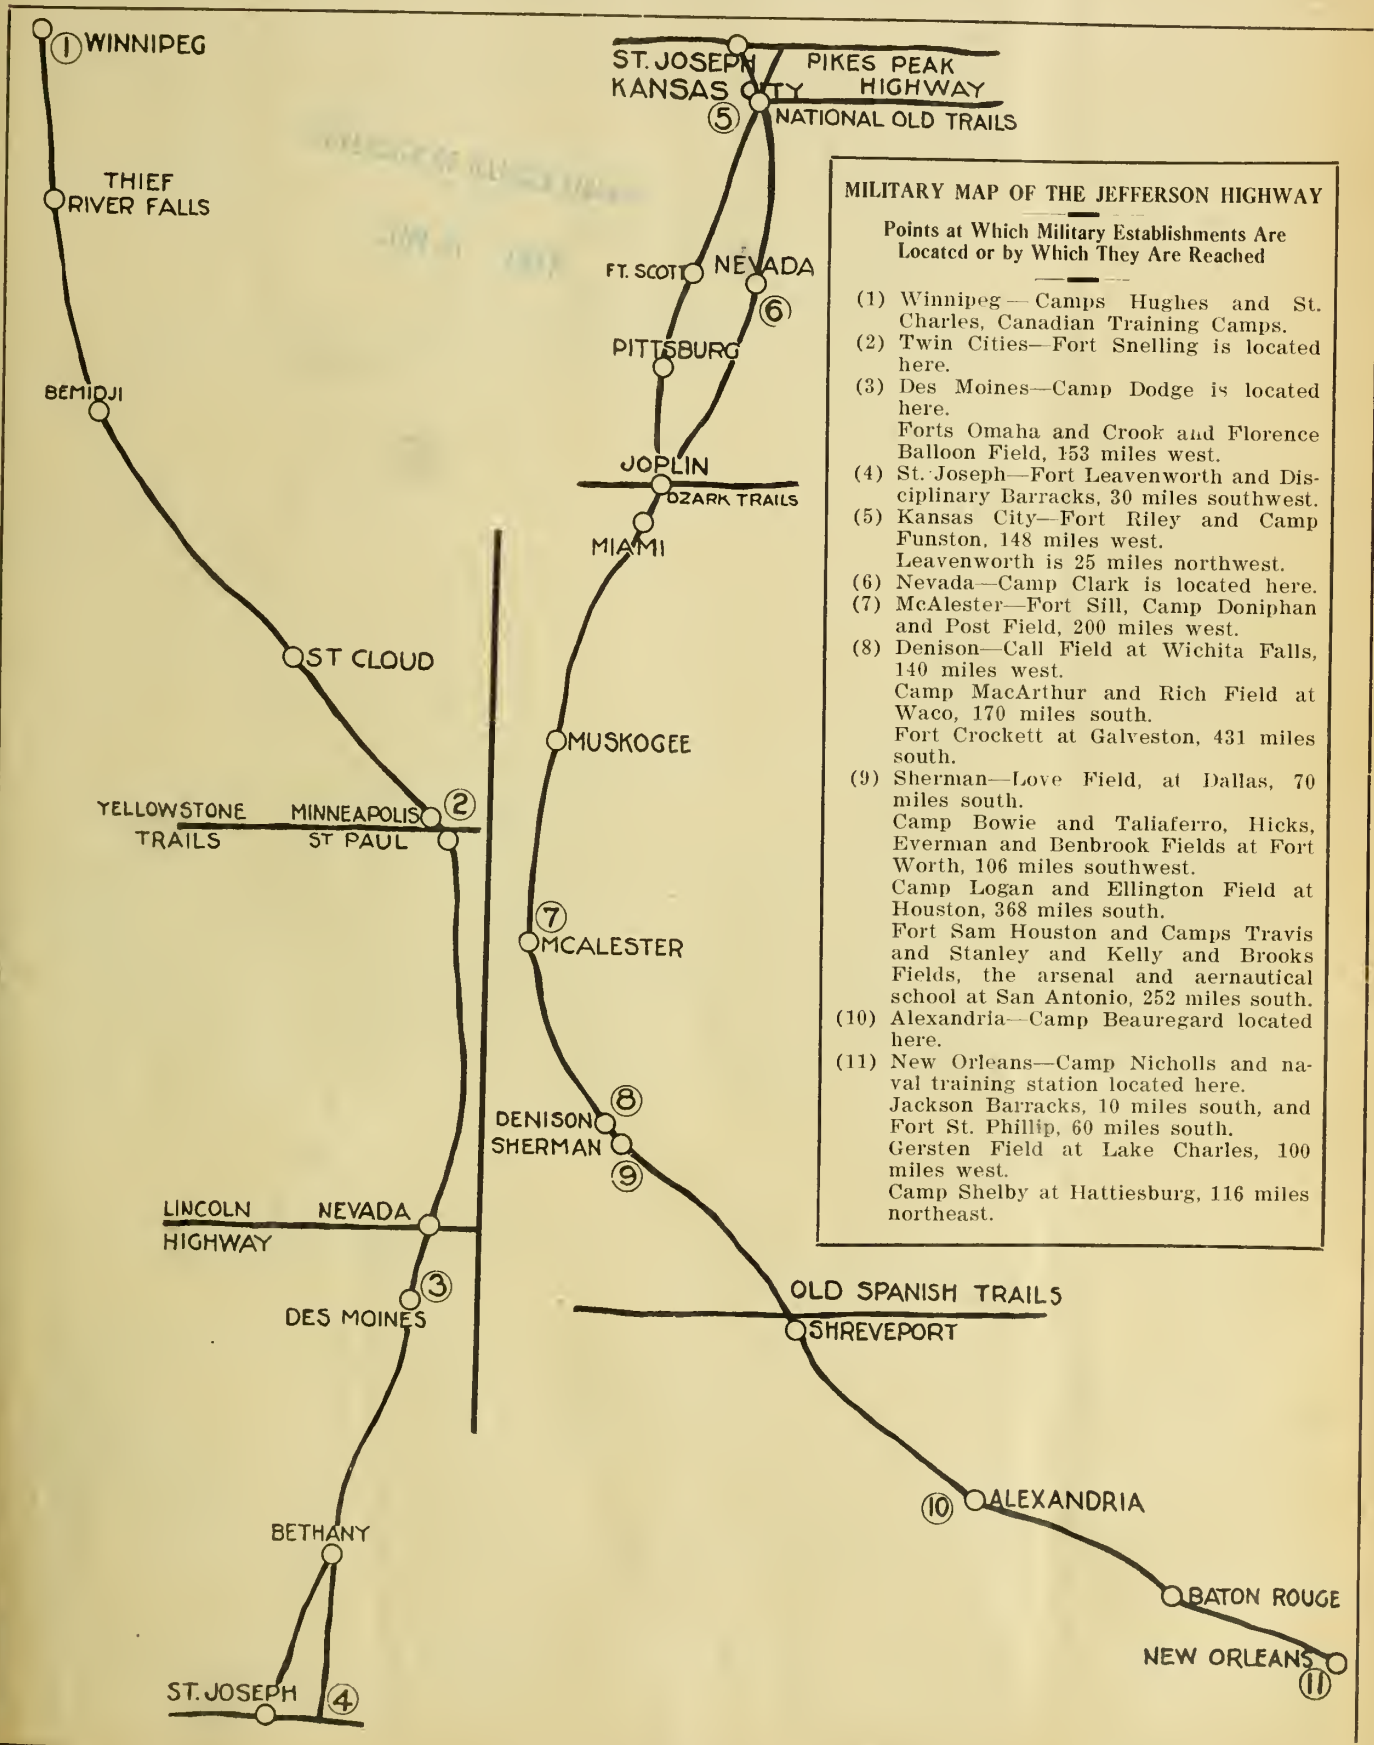 ① WINNIPEG
THIEF
RIVER FALLS
BEMIDJI
ST CLOUD
②
YELLOWSTONE MINNEAPOLIS
TRAILS ST PAUL
LINCOLN NEVADA
HIGHWAY
③
DES MOINES
BETHANY
ST. JOSEPH ④
ST. JOSEPH PIKES PEAK
KANSAS CITY HIGHWAY
⑤ NATIONAL OLD TRAILS
FT. SCOTT NEVADA
⑥
PITTSBURG
JOPLIN
OZARK TRAILS
MIAMI
MUSKOGEE
⑦
MCALESTER
⑧
DENISON
SHERMAN
⑨
OLD SPANISH TRAILS
SHREVEPORT
⑩ ALEXANDRIA
BATON ROUGE
NEW ORLEANS
⑪
MILITARY MAP OF THE JEFFERSON HIGHWAY
Points at Which Military Establishments Are
Located or by Which They Are Reached
(1) Winnipeg — Camps Hughes and St.
Charles, Canadian Training Camps.
(2) Twin Cities—Fort Snelling is located
here.
(3) Des Moines—Camp Dodge is located
here.
Forts Omaha and Crook and Florence
Balloon Field, 153 miles west.
(4) St. Joseph—Fort Leavenworth and Dis-
ciplinary Barracks, 30 miles southwest.
(5) Kansas City—Fort Riley and Camp
Funston, 148 miles west.
Leavenworth is 25 miles northwest.
(6) Nevada—Camp Clark is located here.
(7) McAlester—Fort Sill, Camp Doniphan
and Post Field, 200 miles west.
(8) Denison—Call Field at Wichita Falls,
140 miles west.
Camp MacArthur and Rich Field at
Waco, 170 miles south.
Fort Crockett at Galveston, 431 miles
south.
(9) Sherman—Love Field, at Dallas, 70
miles south.
Camp Bowie and Taliaferro, Hicks,
Everman and Benbrook Fields at Fort
Worth, 106 miles southwest.
Camp Logan and Ellington Field at
Houston, 368 miles south.
Fort Sam Houston and Camps Travis
and Stanley and Kelly and Brooks
Fields, the arsenal and aernautical
school at San Antonio, 252 miles south.
(10) Alexandria—Camp Beauregard located
here.
(11) New Orleans—Camp Nicholls and na-
val training station located here.
Jackson Barracks, 10 miles south, and
Fort St. Phillip, 60 miles south.
Gersten Field at Lake Charles, 100
miles west.
Camp Shelby at Hattiesburg, 116 miles
northeast.